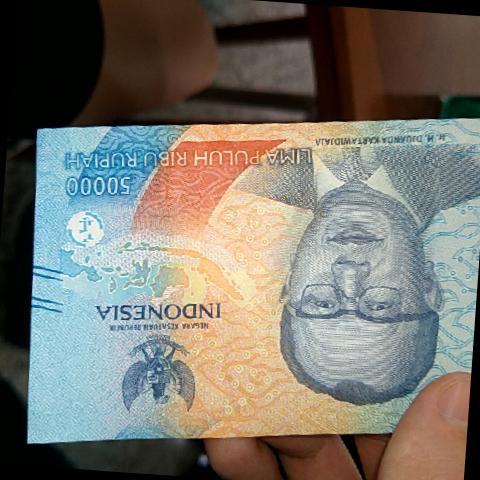 NEGARA KESATUAN REPUBLIK
INDONESIA
50000
LIMA PULUH RIBU RUPIAH
Ir. H. DJUANDA KARTAWIDJAJA